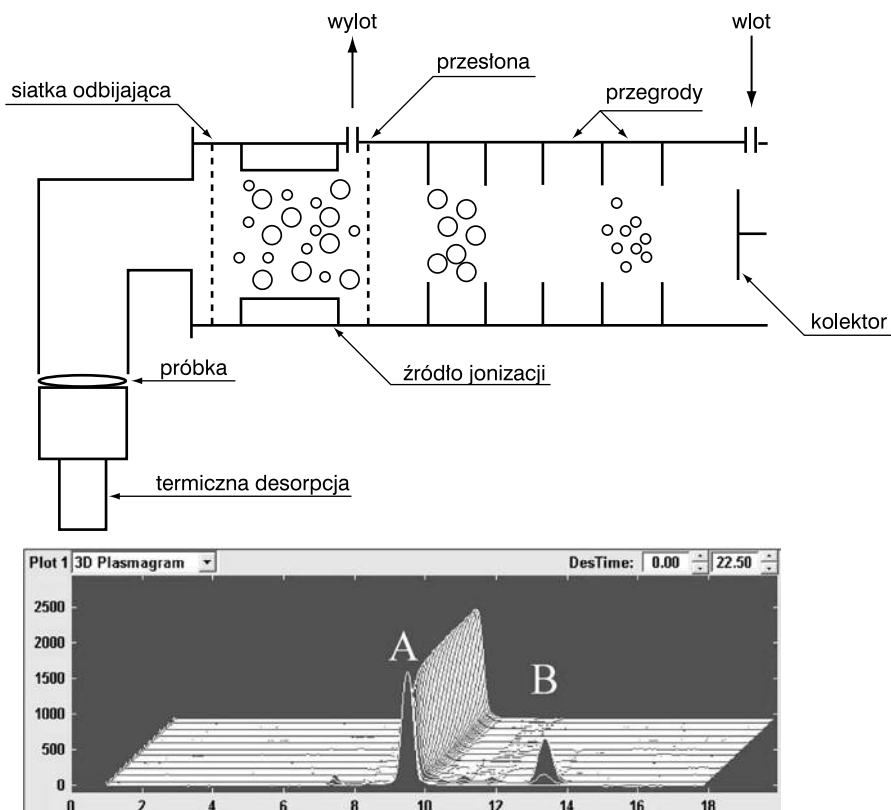 wylot
wlot
siatka odbijająca
przesłona
przegrody
próbka
źródło jonizacji
kolektor
termiczna desorpcja
Plot 1 3D Plasmagram DesTime: 0.00 22.50
2500
2000
1500
1000
500
0
A
B
0 2 4 6 8 10 12 14 16 18